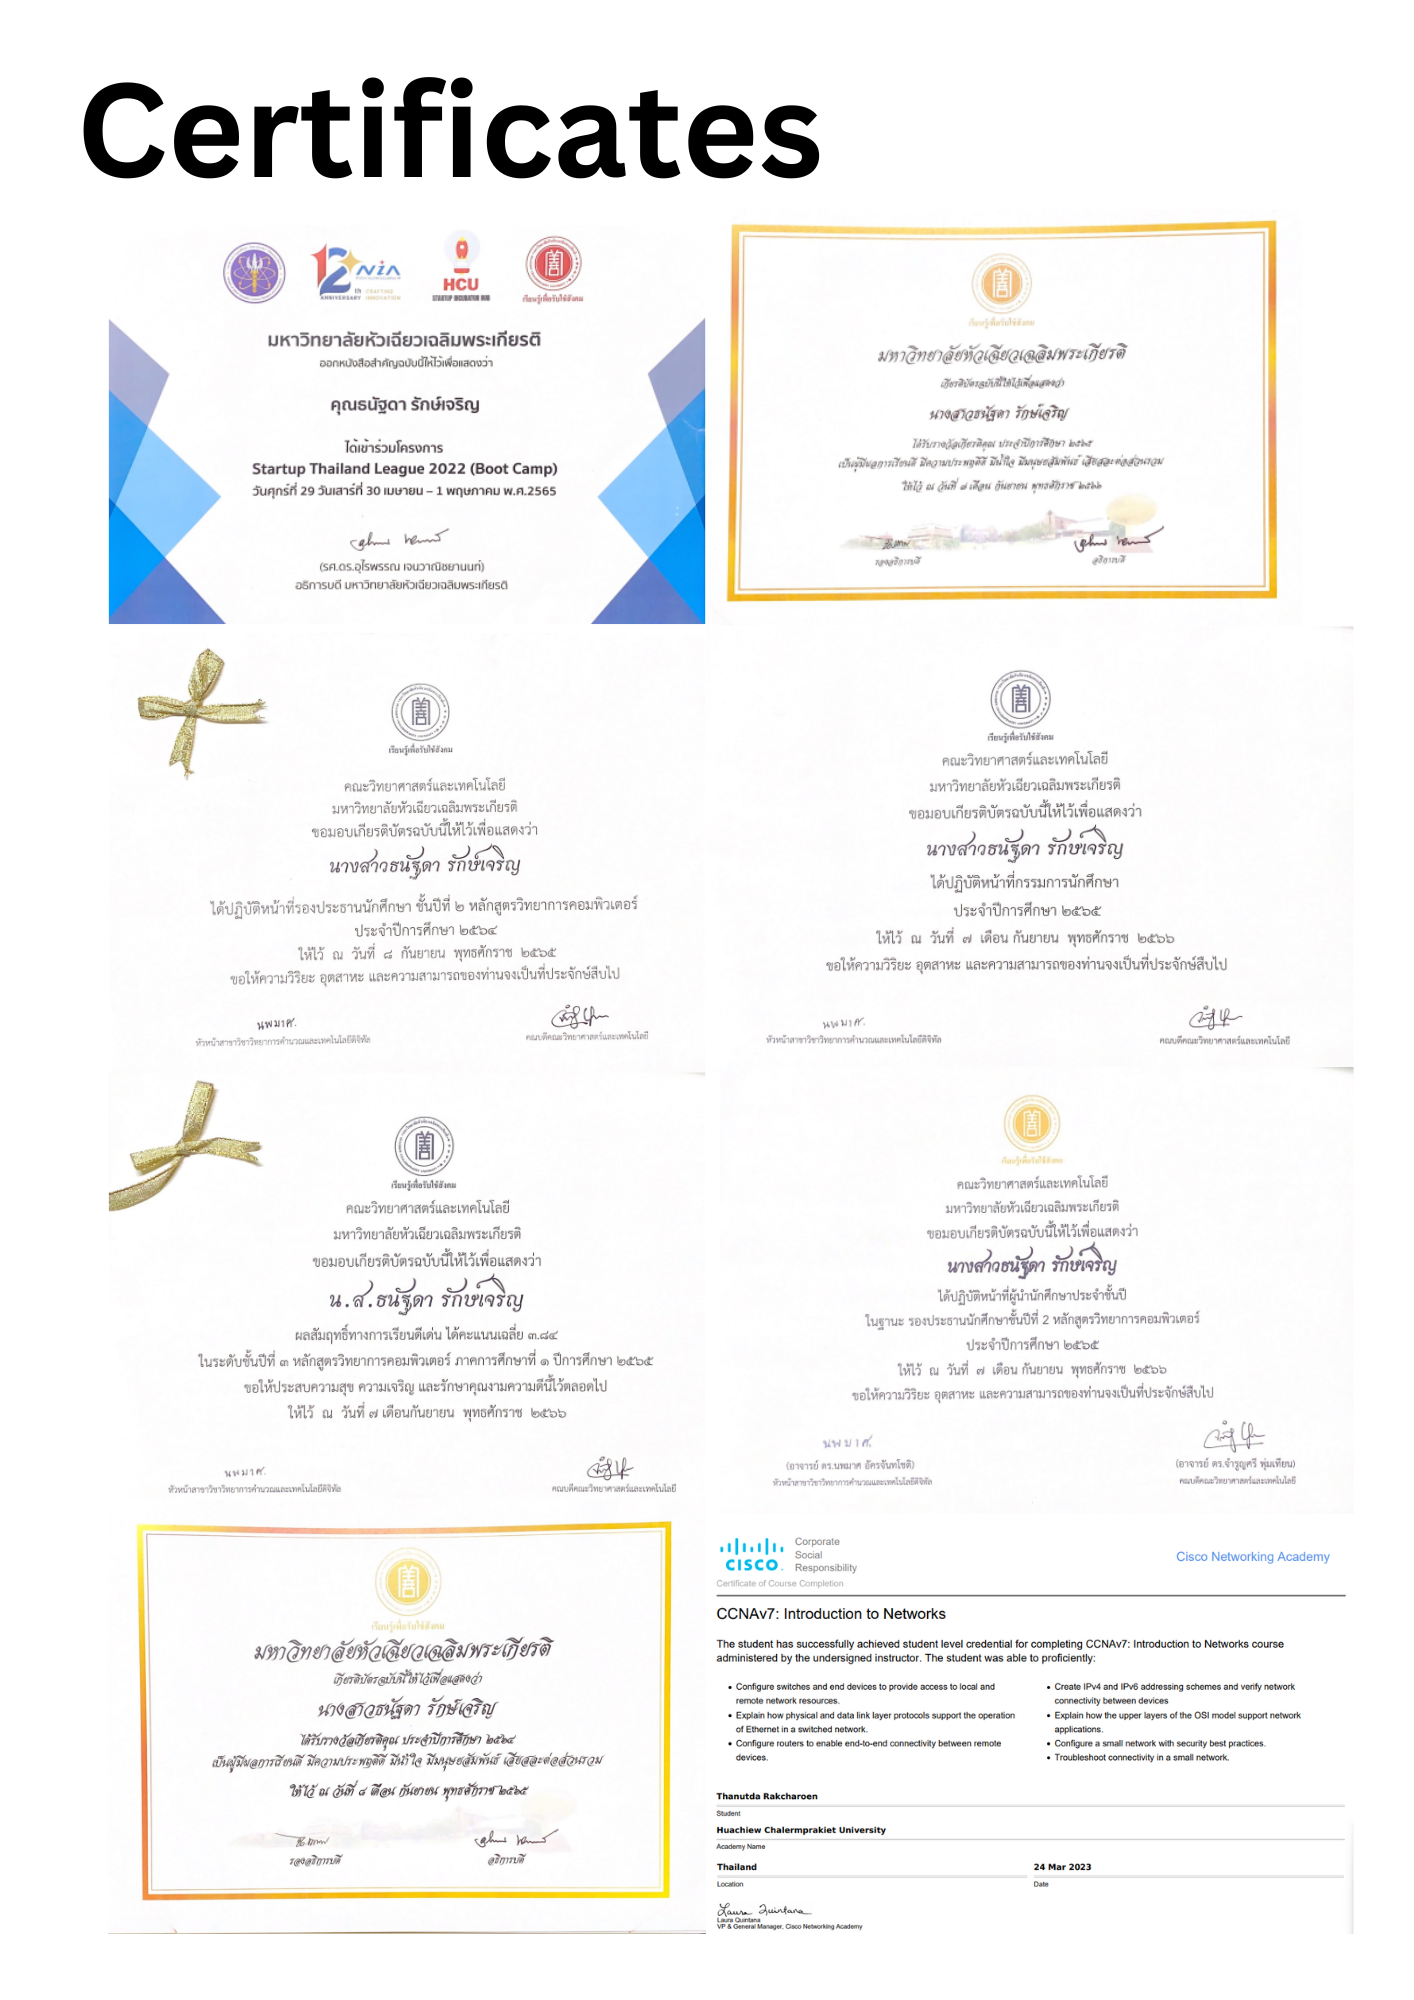 Certificates
12
th
ANNIVERSARY
NIA
CRAFTING
INNOVATION
HCU
STARTUP INCUBATOR HUB
เรียนรู้เพื่อรับใช้สังคม
มหาวิทยาลัยหัวเฉียวเฉลิมพระเกียรติ
ออกหนังสือสำคัญฉบับนี้ให้ไว้เพื่อแสดงว่า
คุณธนัฐดา รักษ์เจริญ
ได้เข้าร่วมโครงการ
Startup Thailand League 2022 (Boot Camp)
วันศุกร์ที่ 29 วันเสาร์ที่ 30 เมษายน – 1 พฤษภาคม พ.ศ.2565
(รศ.ดร.อุไรพรรณ เจนวาณิชยานนท์)
อธิการบดี มหาวิทยาลัยหัวเฉียวเฉลิมพระเกียรติ
เรียนรู้เพื่อรับใช้สังคม
มหาวิทยาลัยหัวเฉียวเฉลิมพระเกียรติ
เกียรติบัตรฉบับนี้ให้ไว้เพื่อแสดงว่า
นางสาวธนัฐดา รักษ์เจริญ
ได้รับรางวัลเกียรติคุณ ประจำปีการศึกษา ๒๕๖๕
เป็นผู้มีผลการเรียนดี มีความประพฤติดี มีน้ำใจ มีมนุษยสัมพันธ์ เสียสละต่อส่วนรวม
ให้ไว้ ณ วันที่ ๗ เดือน กันยายน พุทธศักราช ๒๕๖๖
รองอธิการบดี
อธิการบดี
เรียนรู้เพื่อรับใช้สังคม
คณะวิทยาศาสตร์และเทคโนโลยี
มหาวิทยาลัยหัวเฉียวเฉลิมพระเกียรติ
ขอมอบเกียรติบัตรฉบับนี้ให้ไว้เพื่อแสดงว่า
นางสาวธนัฐดา รักษ์เจริญ
ได้ปฏิบัติหน้าที่รองประธานนักศึกษา ชั้นปีที่ ๒ หลักสูตรวิทยาการคอมพิวเตอร์
ประจำปีการศึกษา ๒๕๖๔
ให้ไว้ ณ วันที่ ๘ กันยายน พุทธศักราช ๒๕๖๕
ขอให้ความวิริยะ อุตสาหะ และความสามารถของท่านจงเป็นที่ประจักษ์สืบไป
นพมาศ.
หัวหน้าสาขาวิชาวิทยาการคำนวณและเทคโนโลยีดิจิทัล
คณบดีคณะวิทยาศาสตร์และเทคโนโลยี
เรียนรู้เพื่อรับใช้สังคม
คณะวิทยาศาสตร์และเทคโนโลยี
มหาวิทยาลัยหัวเฉียวเฉลิมพระเกียรติ
ขอมอบเกียรติบัตรฉบับนี้ให้ไว้เพื่อแสดงว่า
นางสาวธนัฐดา รักษ์เจริญ
ได้ปฏิบัติหน้าที่กรรมการนักศึกษา
ประจำปีการศึกษา ๒๕๖๕
ให้ไว้ ณ วันที่ ๗ เดือน กันยายน พุทธศักราช ๒๕๖๖
ขอให้ความวิริยะ อุตสาหะ และความสามารถของท่านจงเป็นที่ประจักษ์สืบไป
นพมาศ.
หัวหน้าสาขาวิชาวิทยาการคำนวณและเทคโนโลยีดิจิทัล
คณบดีคณะวิทยาศาสตร์และเทคโนโลยี
เรียนรู้เพื่อรับใช้สังคม
คณะวิทยาศาสตร์และเทคโนโลยี
มหาวิทยาลัยหัวเฉียวเฉลิมพระเกียรติ
ขอมอบเกียรติบัตรฉบับนี้ให้ไว้เพื่อแสดงว่า
น.ส.ธนัฐดา รักษ์เจริญ
ผลสัมฤทธิ์ทางการเรียนดีเด่น ได้คะแนนเฉลี่ย ๓.๘๔
ในระดับชั้นปีที่ ๓ หลักสูตรวิทยาการคอมพิวเตอร์ ภาคการศึกษาที่ ๑ ปีการศึกษา ๒๕๖๕
ขอให้ประสบความสุข ความเจริญ และรักษาคุณงามความดีนี้ไว้ตลอดไป
ให้ไว้ ณ วันที่ ๗ เดือนกันยายน พุทธศักราช ๒๕๖๖
นพมาศ.
หัวหน้าสาขาวิชาวิทยาการคำนวณและเทคโนโลยีดิจิทัล
คณบดีคณะวิทยาศาสตร์และเทคโนโลยี
เรียนรู้เพื่อรับใช้สังคม
คณะวิทยาศาสตร์และเทคโนโลยี
มหาวิทยาลัยหัวเฉียวเฉลิมพระเกียรติ
ขอมอบเกียรติบัตรฉบับนี้ให้ไว้เพื่อแสดงว่า
นางสาวธนัฐดา รักษ์เจริญ
ได้ปฏิบัติหน้าที่ผู้นำนักศึกษาประจำชั้นปี
ในฐานะ รองประธานนักศึกษาชั้นปีที่ 2 หลักสูตรวิทยาการคอมพิวเตอร์
ประจำปีการศึกษา ๒๕๖๕
ให้ไว้ ณ วันที่ ๗ เดือน กันยายน พุทธศักราช ๒๕๖๖
ขอให้ความวิริยะ อุตสาหะ และความสามารถของท่านจงเป็นที่ประจักษ์สืบไป
นพมาศ.
(อาจารย์ ดร.นพมาศ อัครจันทโชติ)
หัวหน้าสาขาวิชาวิทยาการคำนวณและเทคโนโลยีดิจิทัล
(อาจารย์ ดร.จำรูญศรี พุ่มเทียน)
คณบดีคณะวิทยาศาสตร์และเทคโนโลยี
เรียนรู้เพื่อรับใช้สังคม
มหาวิทยาลัยหัวเฉียวเฉลิมพระเกียรติ
เกียรติบัตรฉบับนี้ให้ไว้เพื่อแสดงว่า
นางสาวธนัฐดา รักษ์เจริญ
ได้รับรางวัลเกียรติคุณ ประจำปีการศึกษา ๒๕๖๔
เป็นผู้มีผลการเรียนดี มีความประพฤติดี มีน้ำใจ มีมนุษยสัมพันธ์ เสียสละต่อส่วนรวม
ให้ไว้ ณ วันที่ ๘ เดือน กันยายน พุทธศักราช ๒๕๖๕
รองอธิการบดี
อธิการบดี
CISCO
Corporate
Social
Responsibility
Cisco Networking Academy
Certificate of Course Completion
CCNAv7: Introduction to Networks
The student has successfully achieved student level credential for completing CCNAv7: Introduction to Networks course
administered by the undersigned instructor. The student was able to proficiently:
• Configure switches and end devices to provide access to local and
remote network resources.
• Explain how physical and data link layer protocols support the operation
of Ethernet in a switched network.
• Configure routers to enable end-to-end connectivity between remote
devices.
• Create IPv4 and IPv6 addressing schemes and verify network
connectivity between devices
• Explain how the upper layers of the OSI model support network
applications.
• Configure a small network with security best practices.
• Troubleshoot connectivity in a small network.
Thanutda Rakcharoen
Student
Huachiew Chalermprakiet University
Academy Name
Thailand
Location
24 Mar 2023
Date
Laura Quintana
Laura Quintana
VP & General Manager, Cisco Networking Academy